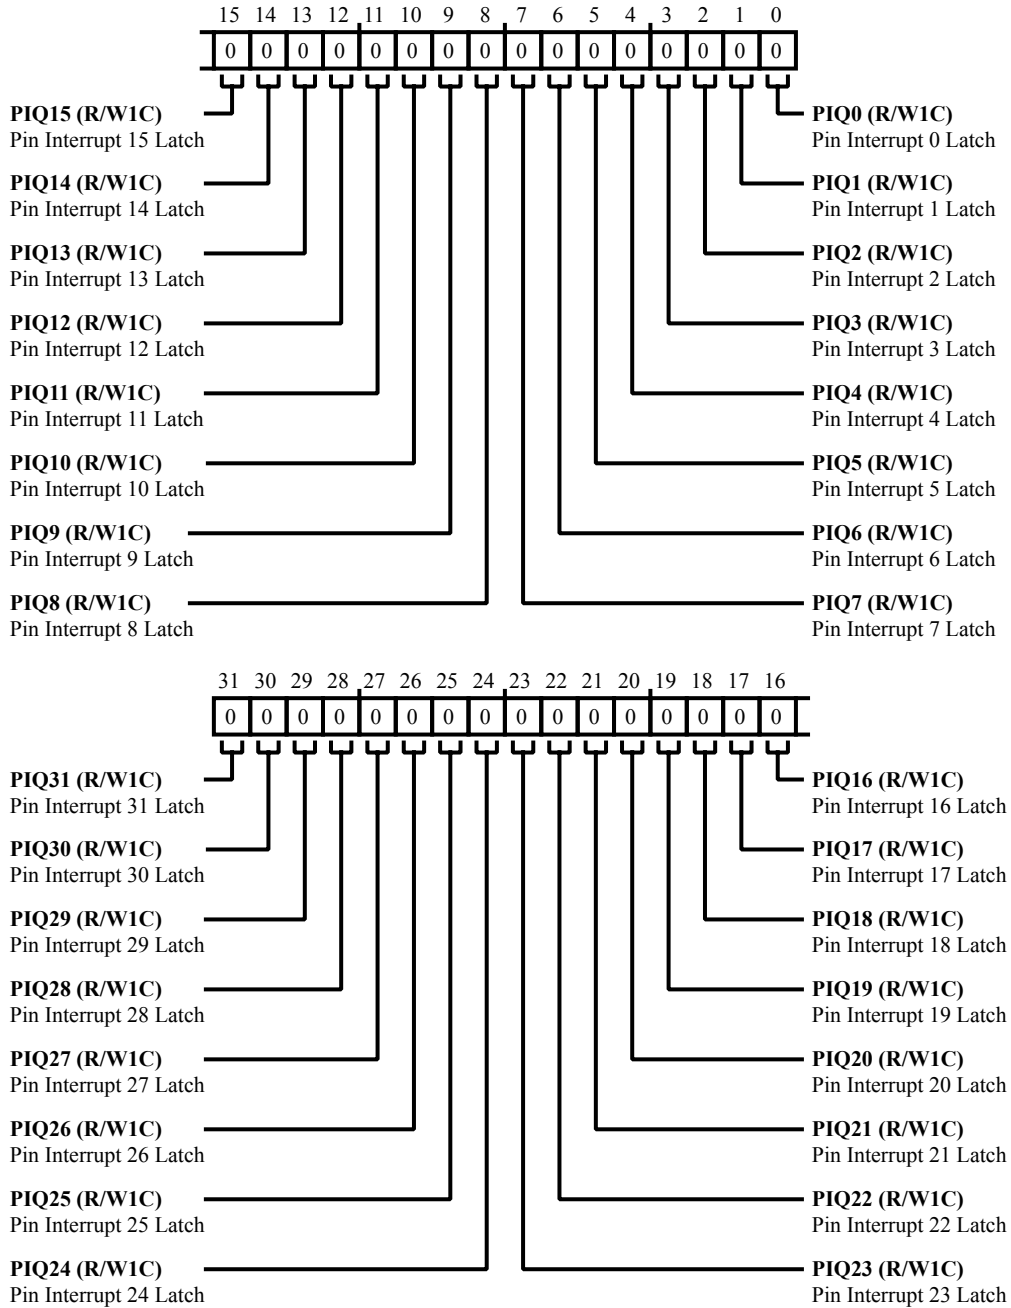 15 14 13 12 11 10 9 8 7 6 5 4 3 2 1 0
0 0 0 0 0 0 0 0 0 0 0 0 0 0 0 0
PIQ15 (R/W1C)
Pin Interrupt 15 Latch
PIQ0 (R/W1C)
Pin Interrupt 0 Latch
PIQ14 (R/W1C)
Pin Interrupt 14 Latch
PIQ1 (R/W1C)
Pin Interrupt 1 Latch
PIQ13 (R/W1C)
Pin Interrupt 13 Latch
PIQ2 (R/W1C)
Pin Interrupt 2 Latch
PIQ12 (R/W1C)
Pin Interrupt 12 Latch
PIQ3 (R/W1C)
Pin Interrupt 3 Latch
PIQ11 (R/W1C)
Pin Interrupt 11 Latch
PIQ4 (R/W1C)
Pin Interrupt 4 Latch
PIQ10 (R/W1C)
Pin Interrupt 10 Latch
PIQ5 (R/W1C)
Pin Interrupt 5 Latch
PIQ9 (R/W1C)
Pin Interrupt 9 Latch
PIQ6 (R/W1C)
Pin Interrupt 6 Latch
PIQ8 (R/W1C)
Pin Interrupt 8 Latch
PIQ7 (R/W1C)
Pin Interrupt 7 Latch
31 30 29 28 27 26 25 24 23 22 21 20 19 18 17 16
0 0 0 0 0 0 0 0 0 0 0 0 0 0 0 0
PIQ31 (R/W1C)
Pin Interrupt 31 Latch
PIQ16 (R/W1C)
Pin Interrupt 16 Latch
PIQ30 (R/W1C)
Pin Interrupt 30 Latch
PIQ17 (R/W1C)
Pin Interrupt 17 Latch
PIQ29 (R/W1C)
Pin Interrupt 29 Latch
PIQ18 (R/W1C)
Pin Interrupt 18 Latch
PIQ28 (R/W1C)
Pin Interrupt 28 Latch
PIQ19 (R/W1C)
Pin Interrupt 19 Latch
PIQ27 (R/W1C)
Pin Interrupt 27 Latch
PIQ20 (R/W1C)
Pin Interrupt 20 Latch
PIQ26 (R/W1C)
Pin Interrupt 26 Latch
PIQ21 (R/W1C)
Pin Interrupt 21 Latch
PIQ25 (R/W1C)
Pin Interrupt 25 Latch
PIQ22 (R/W1C)
Pin Interrupt 22 Latch
PIQ24 (R/W1C)
Pin Interrupt 24 Latch
PIQ23 (R/W1C)
Pin Interrupt 23 Latch